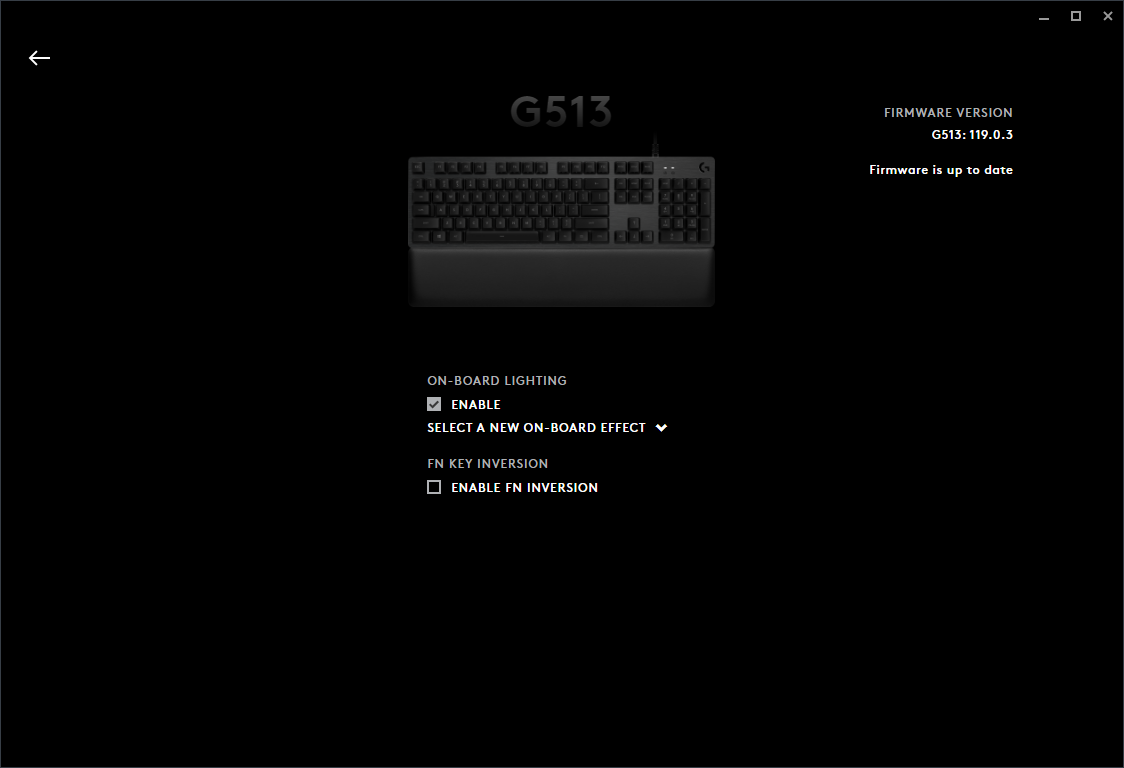 G513
FIRMWARE VERSION
G513: 119.0.3
Firmware is up to date
ON-BOARD LIGHTING
ENABLE
SELECT A NEW ON-BOARD EFFECT
FN KEY INVERSION
ENABLE FN INVERSION